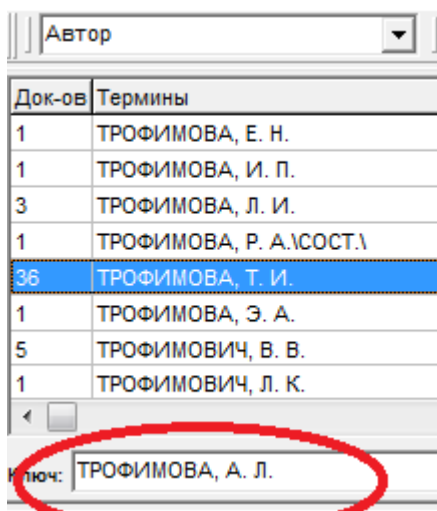 Автор
Док-ов Термины
1 ТРОФИМОВА, Е. Н.
1 ТРОФИМОВА, И. П.
3 ТРОФИМОВА, Л. И.
1 ТРОФИМОВА, Р. А.\СОСТ.\
36 ТРОФИМОВА, Т. И.
1 ТРОФИМОВА, Э. А.
5 ТРОФИМОВИЧ, В. В.
1 ТРОФИМОВИЧ, Л. К.
Ключ: ТРОФИМОВА, А. Л.